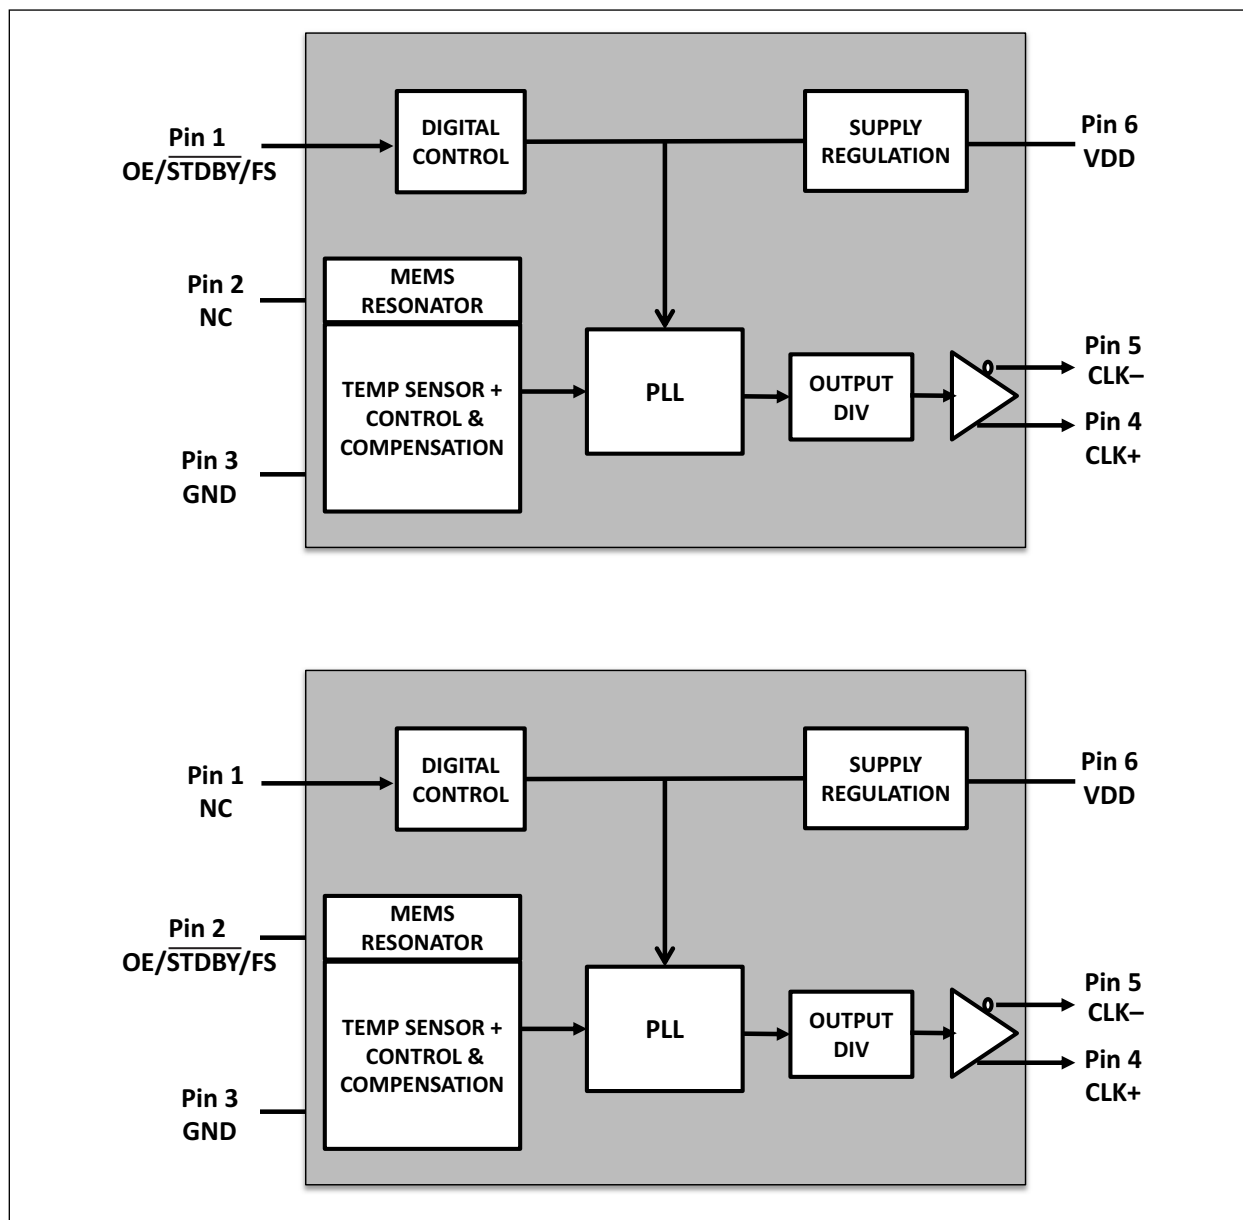 Pin 1
OE/STDBY/FS
DIGITAL
CONTROL
SUPPLY
REGULATION
Pin 6
VDD
Pin 2
NC
MEMS
RESONATOR
TEMP SENSOR +
CONTROL &
COMPENSATION
Pin 3
GND
PLL
OUTPUT
DIV
Pin 5
CLK–
Pin 4
CLK+
Pin 1
NC
DIGITAL
CONTROL
SUPPLY
REGULATION
Pin 6
VDD
Pin 2
OE/STDBY/FS
MEMS
RESONATOR
TEMP SENSOR +
CONTROL &
COMPENSATION
Pin 3
GND
PLL
OUTPUT
DIV
Pin 5
CLK–
Pin 4
CLK+